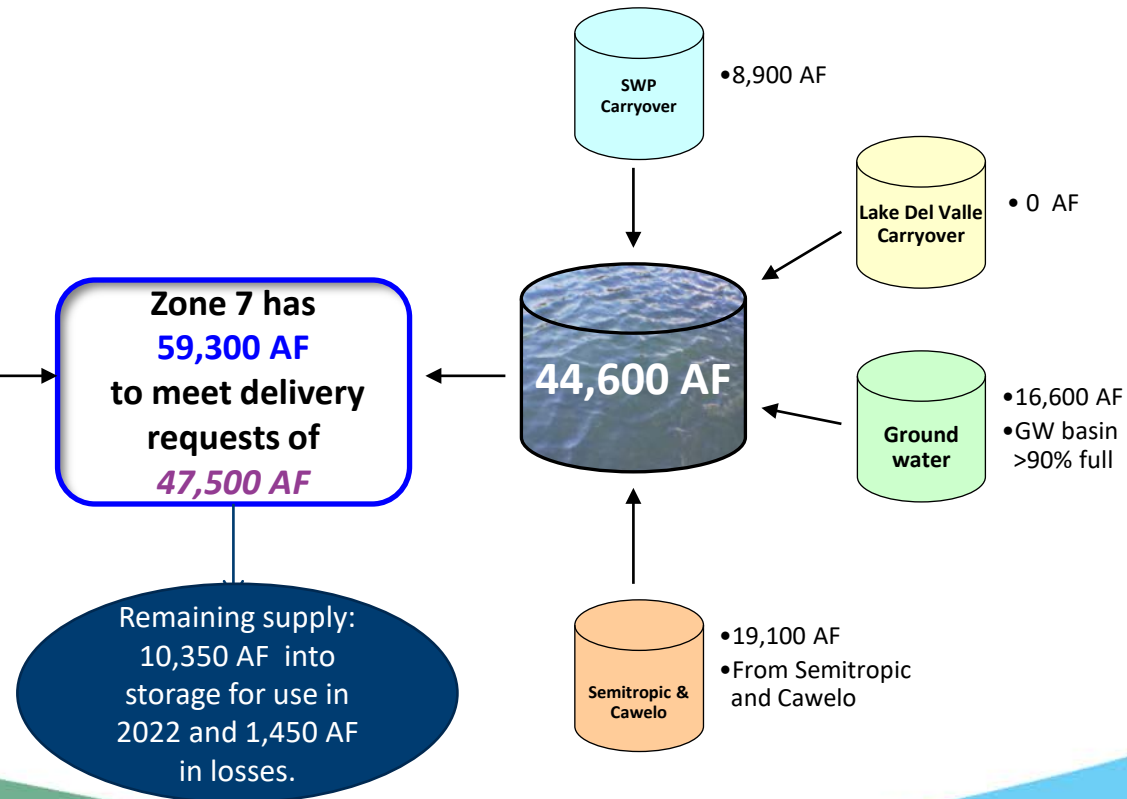 SWP
Carryover
•8,900 AF
Lake Del Valle
Carryover
• 0 AF
Zone 7 has
59,300 AF
to meet delivery
requests of
47,500 AF
44,600 AF
Ground
water
•16,600 AF
•GW basin
>90% full
Remaining supply:
10,350 AF into
storage for use in
2022 and 1,450 AF
in losses.
Semitropic &
Cawelo
•19,100 AF
•From Semitropic
and Cawelo